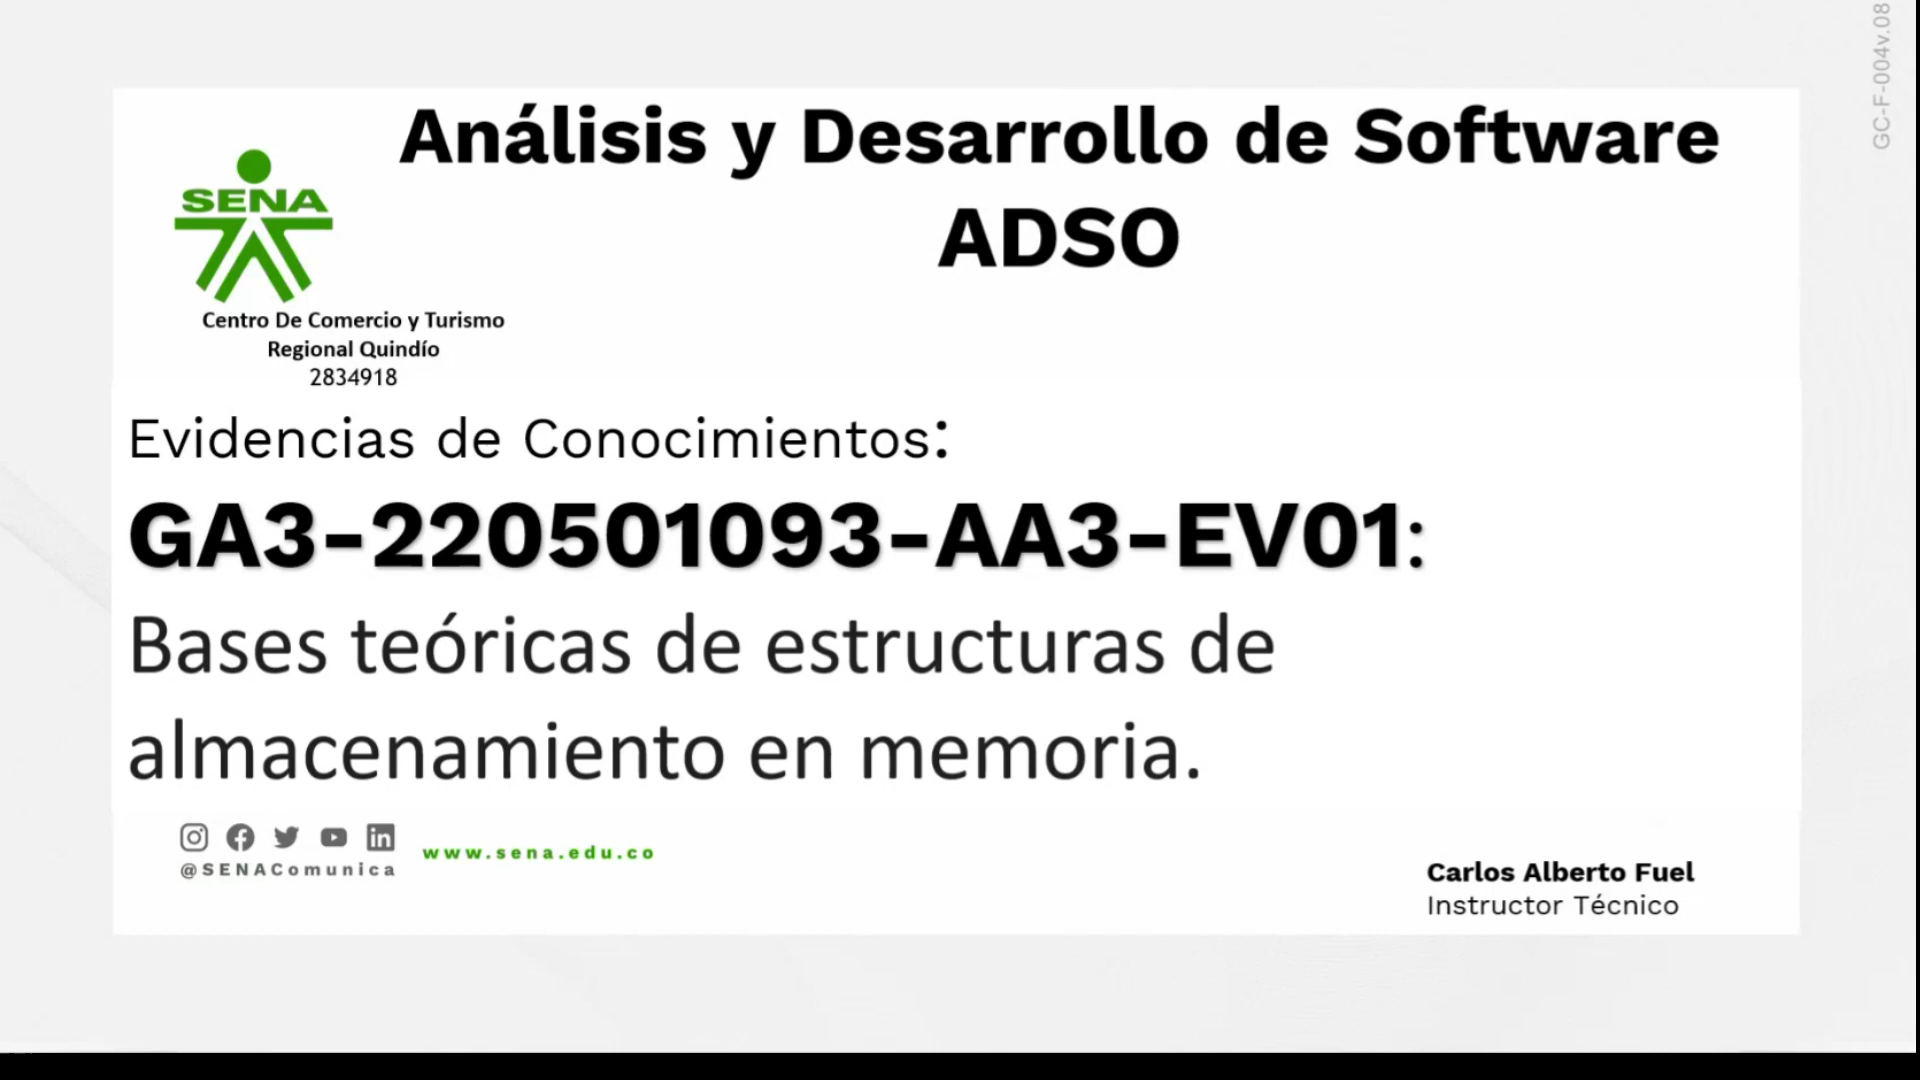 GC-F-004v.08
Análisis y Desarrollo de Software
ADSO
SENA
Centro De Comercio y Turismo
Regional Quindío
2834918
Evidencias de Conocimientos:
GA3-220501093-AA3-EV01:
Bases teóricas de estructuras de
almacenamiento en memoria.
@SENAComunica
www.sena.edu.co
Carlos Alberto Fuel
Instructor Técnico